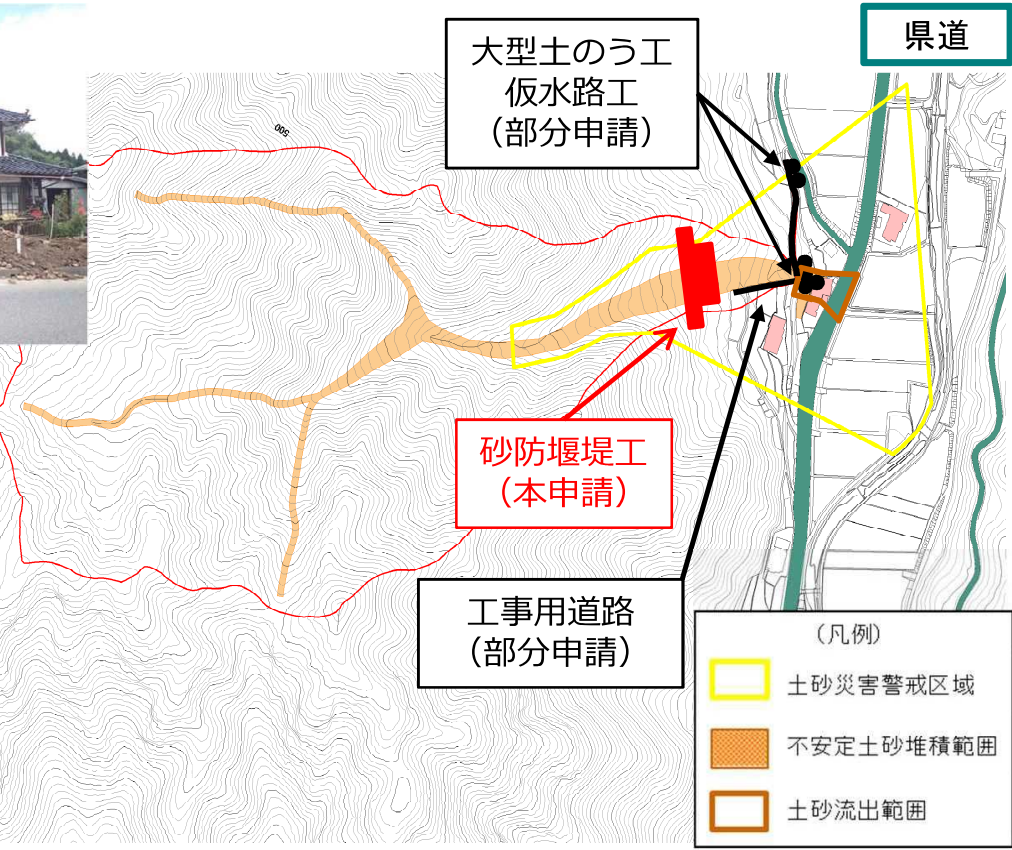 県道
大型土のう工
仮水路工
（部分申請）
500
砂防堰堤工
（本申請）
工事用道路
（部分申請）
（凡例）
土砂災害警戒区域
不安定土砂堆積範囲
土砂流出範囲